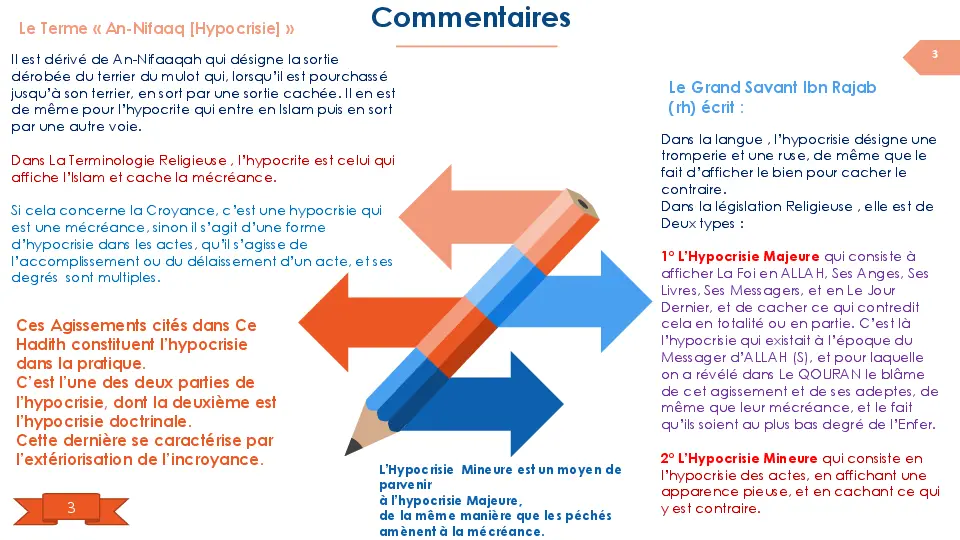 Commentaires
3
Le Terme « An-Nifaaq [Hypocrisie] »
Il est dérivé de An-Nifaaqah qui désigne la sortie
dérobée du terrier du mulot qui, lorsqu’il est pourchassé
jusqu’à son terrier, en sort par une sortie cachée. Il en est
de même pour l’hypocrite qui entre en Islam puis en sort
par une autre voie.
Dans La Terminologie Religieuse , l’hypocrite est celui qui
affiche l’Islam et cache la mécréance.
Si cela concerne la Croyance, c’est une hypocrisie qui
est une mécréance, sinon il s’agit d’une forme
d’hypocrisie dans les actes, qu’il s’agisse de
l’accomplissement ou du délaissement d’un acte, et ses
degrés sont multiples.
Ces Agissements cités dans Ce
Hadith constituent l’hypocrisie
dans la pratique.
C’est l’une des deux parties de
l’hypocrisie, dont la deuxième est
l’hypocrisie doctrinale.
Cette dernière se caractérise par
l’extériorisation de l’incroyance.
3
L’Hypocrisie Mineure est un moyen de
parvenir
à l’hypocrisie Majeure,
de la même manière que les péchés
amènent à la mécréance.
Le Grand Savant Ibn Rajab
(rh) écrit :
Dans la langue , l’hypocrisie désigne une
tromperie et une ruse, de même que le
fait d’afficher le bien pour cacher le
contraire.
Dans la législation Religieuse , elle est de
Deux types :
1° L’Hypocrisie Majeure qui consiste à
afficher La Foi en ALLAH, Ses Anges, Ses
Livres, Ses Messagers, et en Le Jour
Dernier, et de cacher ce qui contredit
cela en totalité ou en partie. C’est là
l’hypocrisie qui existait à l’époque du
Messager d’ALLAH (S), et pour laquelle
on a révélé dans Le QOURAN le blâme
de cet agissement et de ses adeptes, de
même que leur mécréance, et le fait
qu’ils soient au plus bas degré de l’Enfer.
2° L’Hypocrisie Mineure qui consiste en
l’hypocrisie des actes, en affichant une
apparence pieuse, et en cachant ce qui
y est contraire.